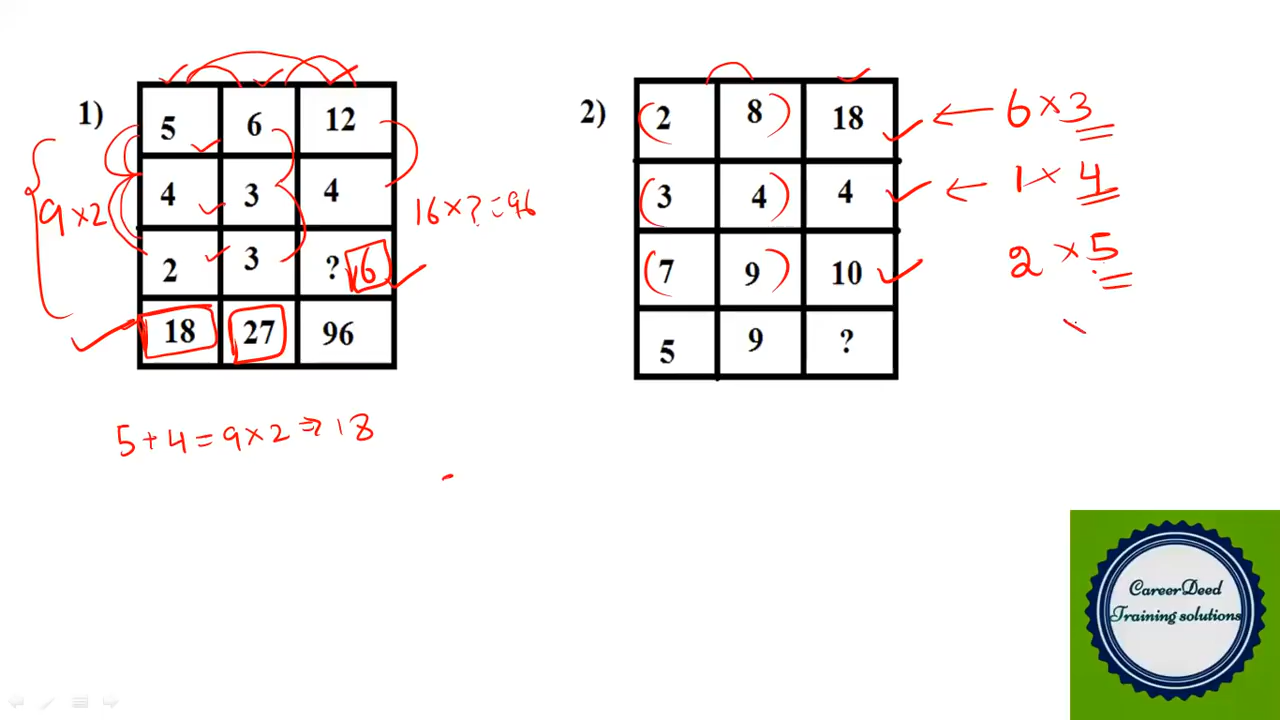 1) 5 6 12
4 3 4
2 3 ? 6
18 27 96
9 × 2
16 × ? = 96
5 + 4 = 9 × 2 ⇒ 18
2) 2 8 18
3 4 4
7 9 10
5 9 ?
← 6 × 3
← 1 × 4
2 × 5
CareerDeed
Training solutions